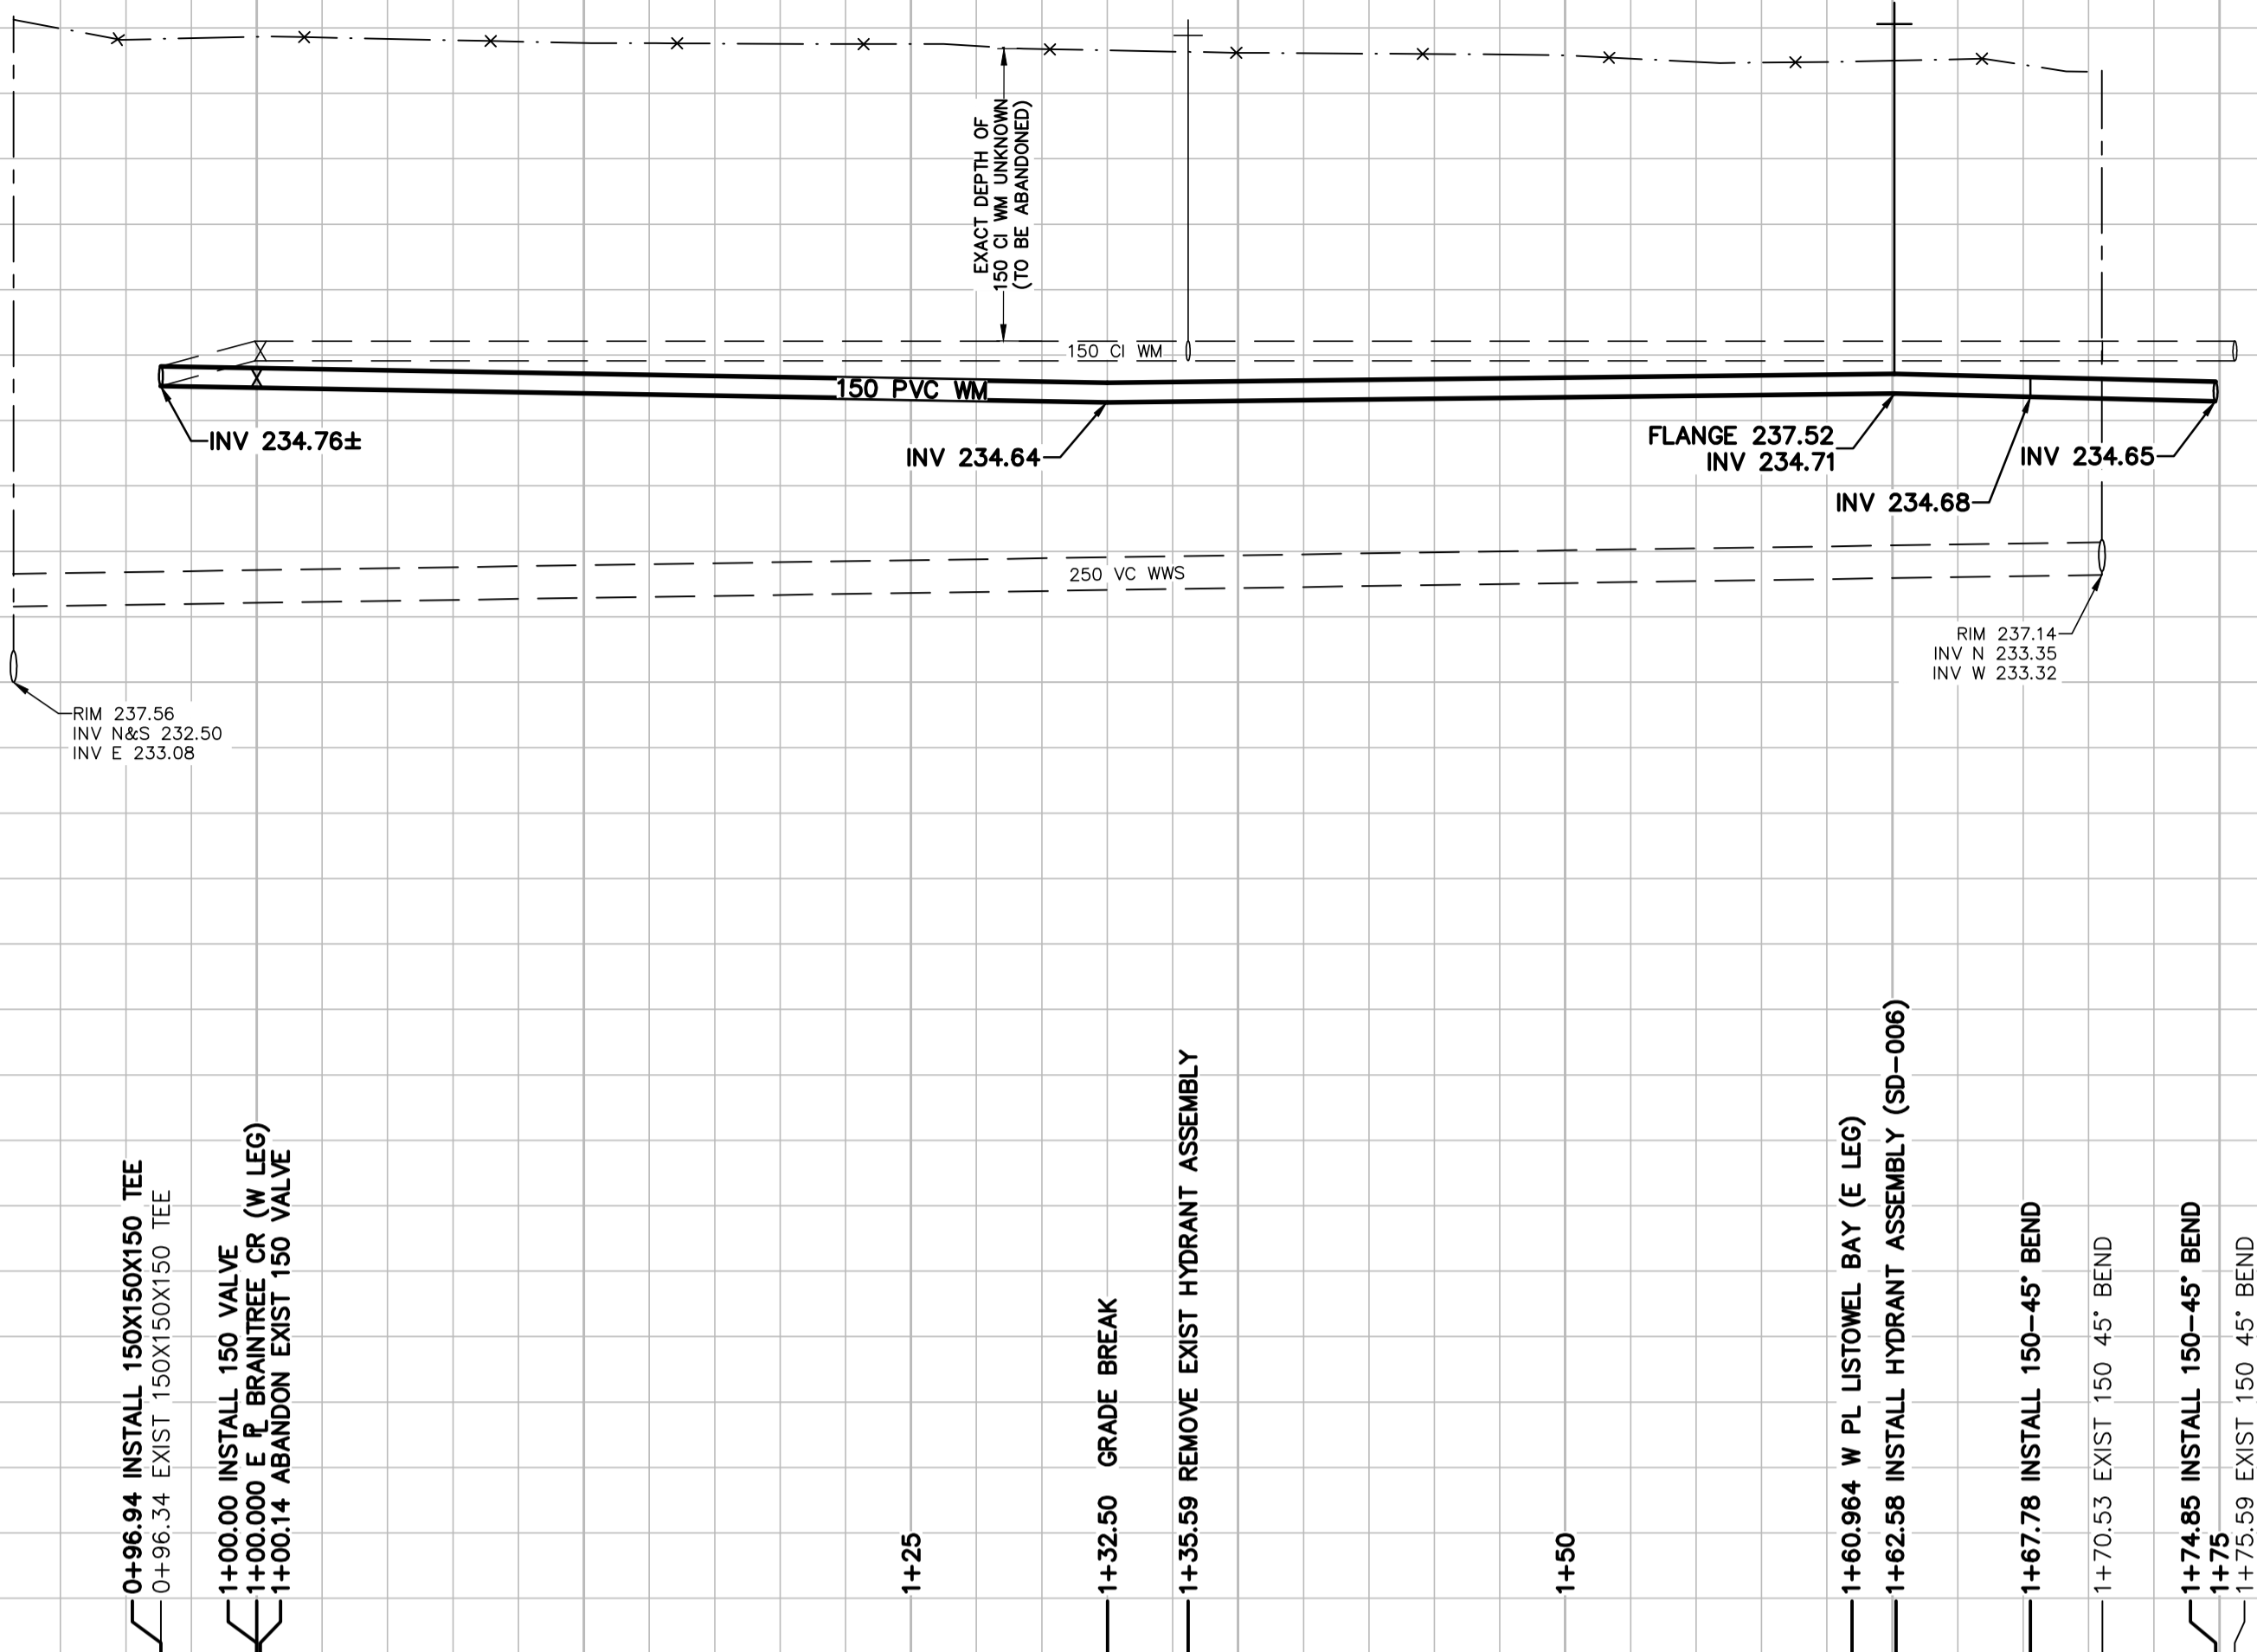 EXACT DEPTH OF
150 CI WM UNKNOWN
(TO BE ABANDONED)
150 CI WM
150 PVC WM
INV 234.76±
INV 234.64
FLANGE 237.52
INV 234.71
INV 234.68
INV 234.65
250 VC WWS
RIM 237.14
INV N 233.35
INV W 233.32
RIM 237.56
INV N&S 232.50
INV E 233.08
0+96.94 INSTALL 150X150X150 TEE
0+96.34 EXIST 150X150X150 TEE
1+00.00 INSTALL 150 VALVE
1+00.000 E PL BRAINTREE CR (W LEG)
1+00.14 ABANDON EXIST 150 VALVE
1+25
1+32.50 GRADE BREAK
1+35.59 REMOVE EXIST HYDRANT ASSEMBLY
1+50
1+60.964 W PL LISTOWEL BAY (E LEG)
1+62.58 INSTALL HYDRANT ASSEMBLY (SD-006)
1+67.78 INSTALL 150-45° BEND
1+70.53 EXIST 150 45° BEND
1+74.85 INSTALL 150-45° BEND
1+75
1+75.59 EXIST 150 45° BEND